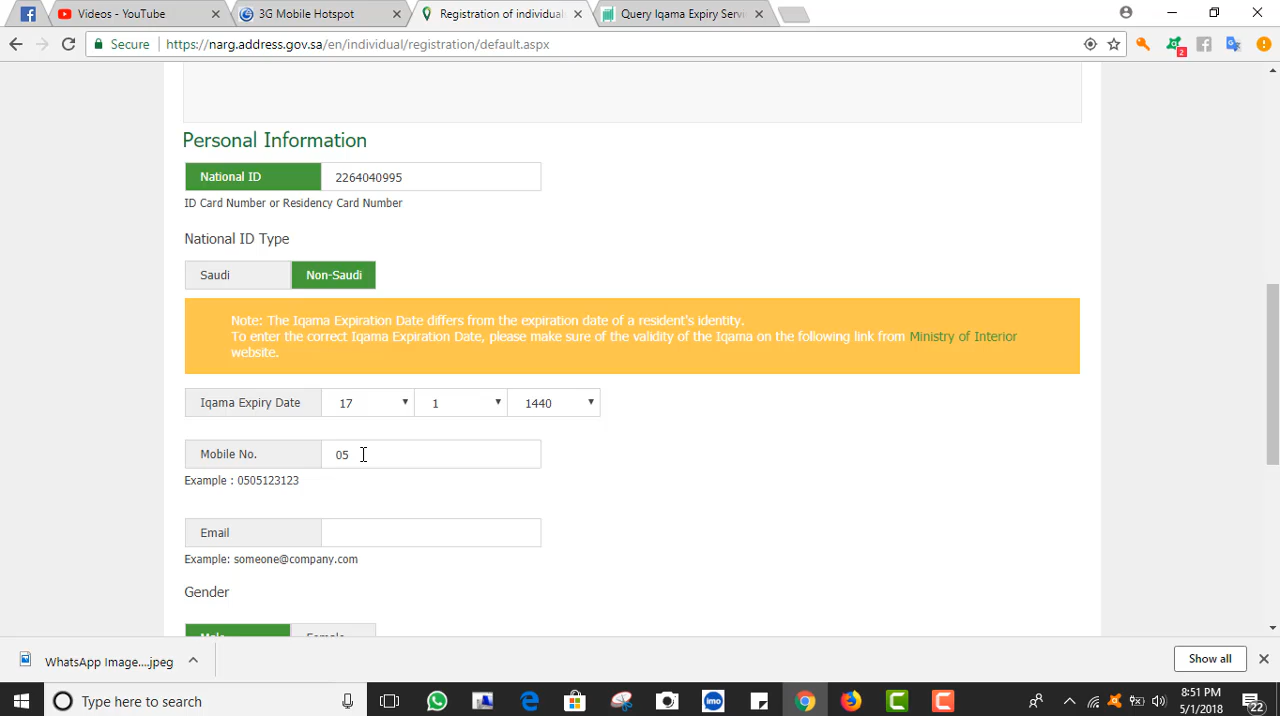 Videos - YouTube
3G Mobile Hotspot
Registration of individual
Query Iqama Expiry Servi
Secure
https://narg.address.gov.sa/en/individual/registration/default.aspx
2
Personal Information
National ID
2264040995
ID Card Number or Residency Card Number
National ID Type
Saudi
Non-Saudi
Note: The Iqama Expiration Date differs from the expiration date of a resident's identity.
To enter the correct Iqama Expiration Date, please make sure of the validity of the Iqama on the following link from Ministry of Interior
website.
Iqama Expiry Date
17
1
1440
Mobile No.
05
Example : 0505123123
Email
Example: someone@company.com
Gender
Male
Female
WhatsApp Image....jpeg
Show all
Type here to search
imo
8:51 PM
5/1/2018
22